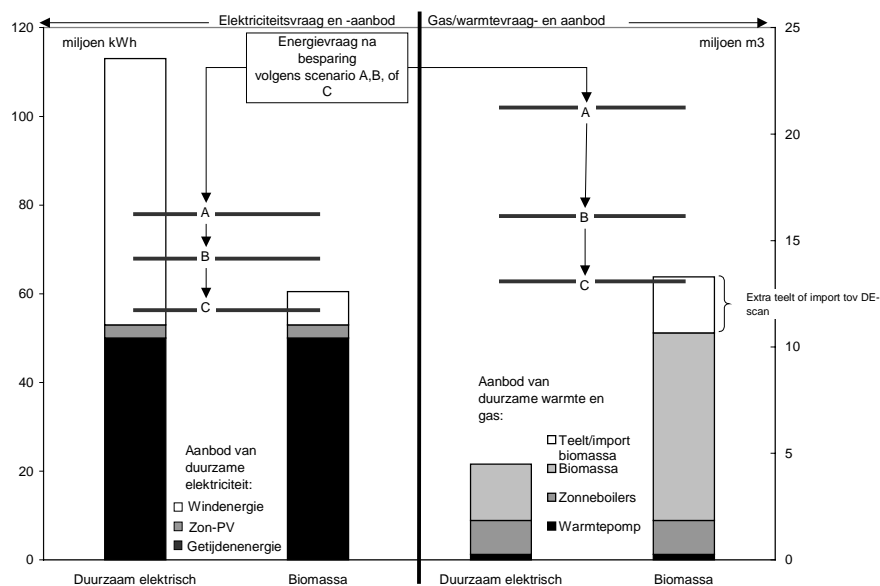 Elektriciteitsvraag en -aanbod
Gas/warmtevraag- en aanbod
miljoen kWh
miljoen m3
Energievraag na
besparing
volgens scenario A,B, of
C
120
100
80
60
40
20
0
25
20
15
10
5
0
A
B
C
A
B
C
Extra teelt of import tov DE-
scan
Aanbod van
duurzame
elektriciteit:
Windenergie
Zon-PV
Getijdenenergie
Aanbod van
duurzame warmte en
gas:
Teelt/import
biomassa
Biomassa
Zonneboilers
Warmtepomp
Duurzaam elektrisch
Biomassa
Duurzaam elektrisch
Biomassa